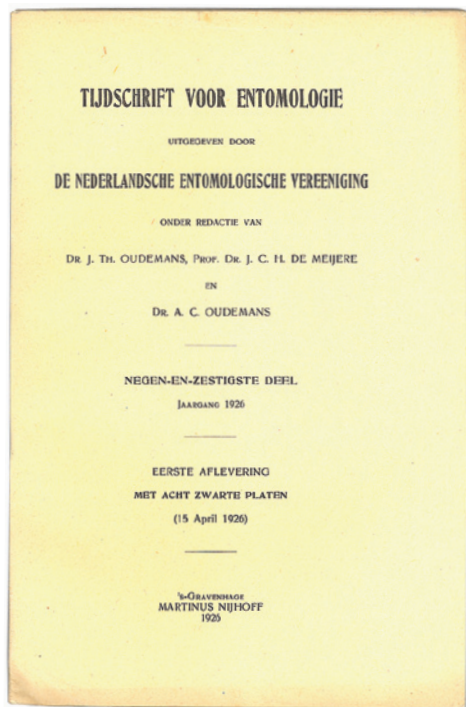 TIJDSCHRIFT VOOR ENTOMOLOGIE
UITGEGEVEN DOOR
DE NEDERLANDSCHE ENTOMOLOGISCHE VEREENIGING
ONDER REDACTIE VAN
DR. J. TH. OUDEMANS, PROF. DR. J. C. H. DE MEIJERE
EN
DR. A. C. OUDEMANS
NEGEN-EN-ZESTIGSTE DEEL
JAARGANG 1926
EERSTE AFLEVERING
MET ACHT ZWARTE PLATEN
(15 April 1926)
'S-GRAVENHAGE
MARTINUS NIJHOFF
1926